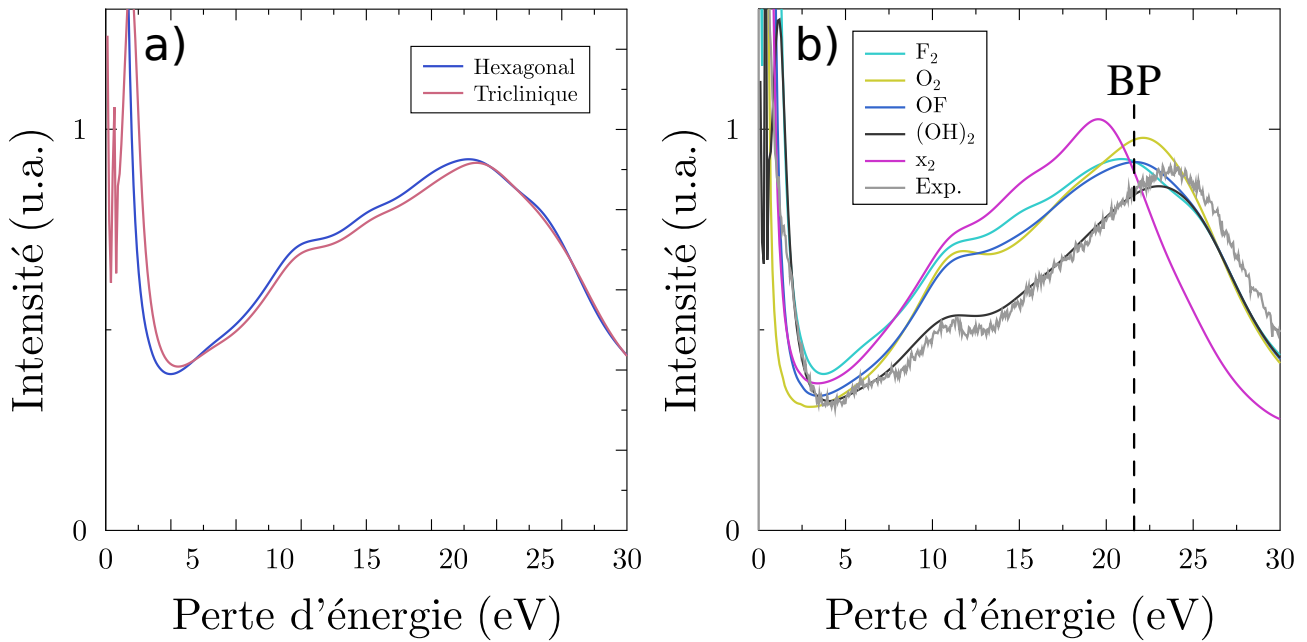 a)
Hexagonal
Triclinique
1
0
Intensité (u.a.)
0 5 10 15 20 25 30
Perte d'énergie (eV)
b)
F₂
O₂
OF
(OH)₂
x₂
Exp.
BP
1
0
Intensité (u.a.)
0 5 10 15 20 25 30
Perte d'énergie (eV)